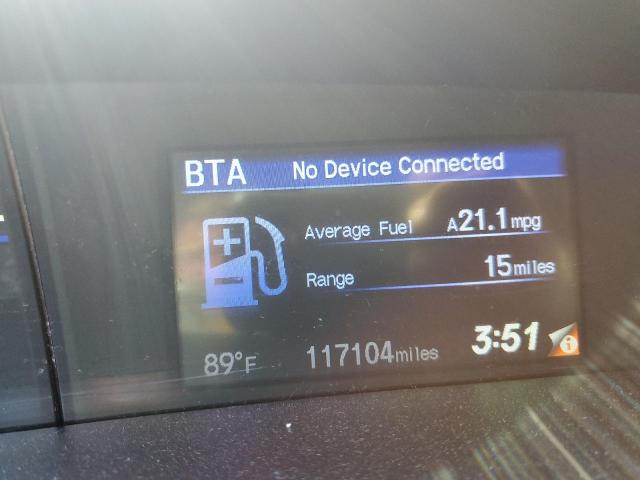 BTA No Device Connected
Average Fuel A21.1mpg
Range 15miles
89°F 117104miles 3:51